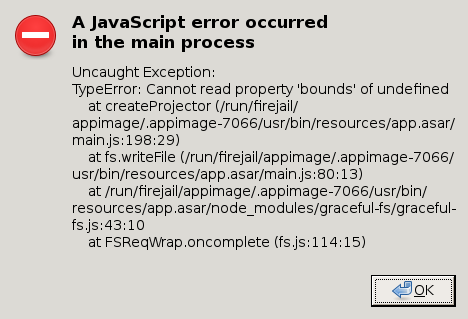 A JavaScript error occurred
in the main process
Uncaught Exception:
TypeError: Cannot read property 'bounds' of undefined
at createProjector (/run/firejail/
appimage/.appimage-7066/usr/bin/resources/app.asar/
main.js:198:29)
at fs.writeFile (/run/firejail/appimage/.appimage-7066/
usr/bin/resources/app.asar/main.js:80:13)
at /run/firejail/appimage/.appimage-7066/usr/bin/
resources/app.asar/node_modules/graceful-fs/graceful-
fs.js:43:10
at FSReqWrap.oncomplete (fs.js:114:15)
OK